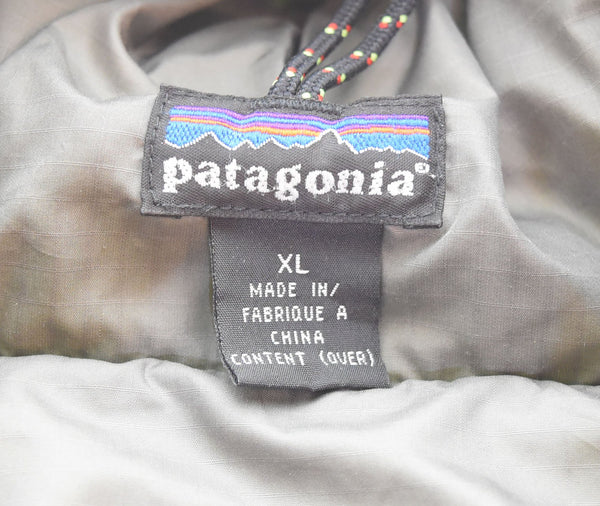 patagonia®
XL
MADE IN/
FABRIQUE A
CHINA
CONTENT (OVER)